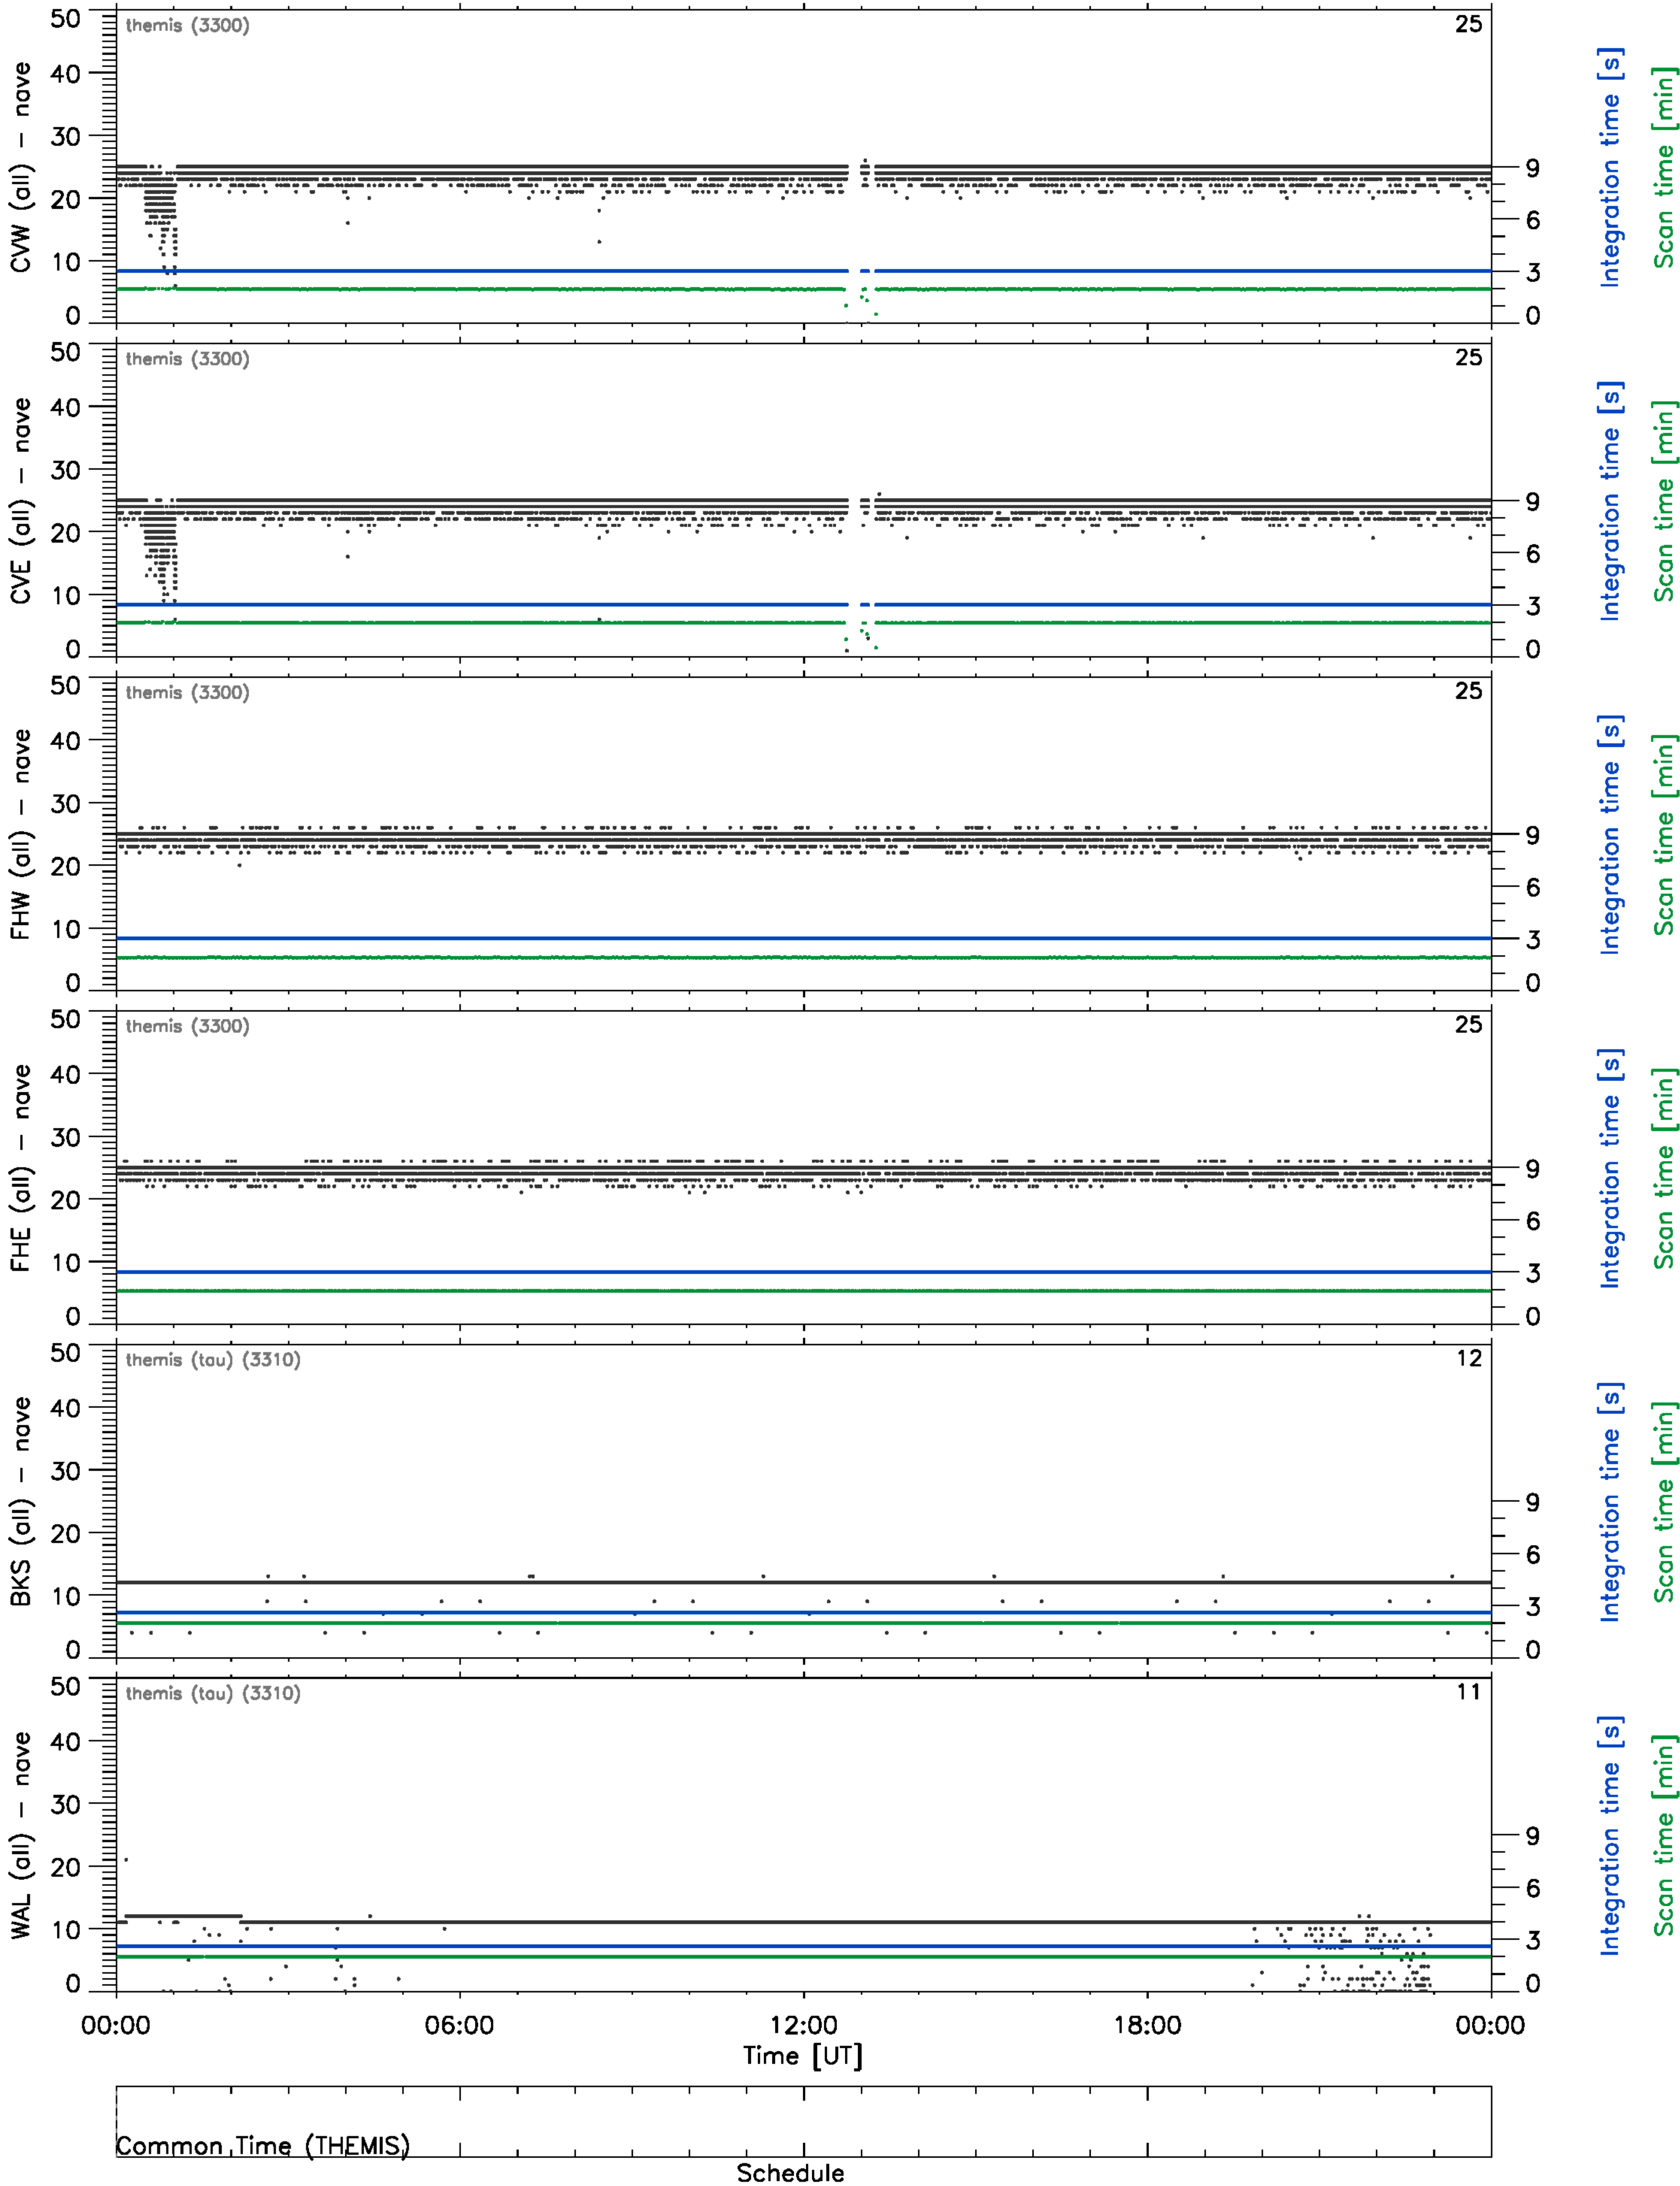 themis (3300) 25
CVW (all) – nave
50
40
30
20
10
0
9
6
3
0
Integration time [s]
Scan time [min]
themis (3300) 25
CVE (all) – nave
50
40
30
20
10
0
9
6
3
0
Integration time [s]
Scan time [min]
themis (3300) 25
FHW (all) – nave
50
40
30
20
10
0
9
6
3
0
Integration time [s]
Scan time [min]
themis (3300) 25
FHE (all) – nave
50
40
30
20
10
0
9
6
3
0
Integration time [s]
Scan time [min]
themis (tau) (3310) 12
BKS (all) – nave
50
40
30
20
10
0
9
6
3
0
Integration time [s]
Scan time [min]
themis (tau) (3310) 11
WAL (all) – nave
50
40
30
20
10
0
9
6
3
0
Integration time [s]
Scan time [min]
00:00 06:00 12:00 18:00 00:00
Time [UT]
Common Time (THEMIS)
Schedule